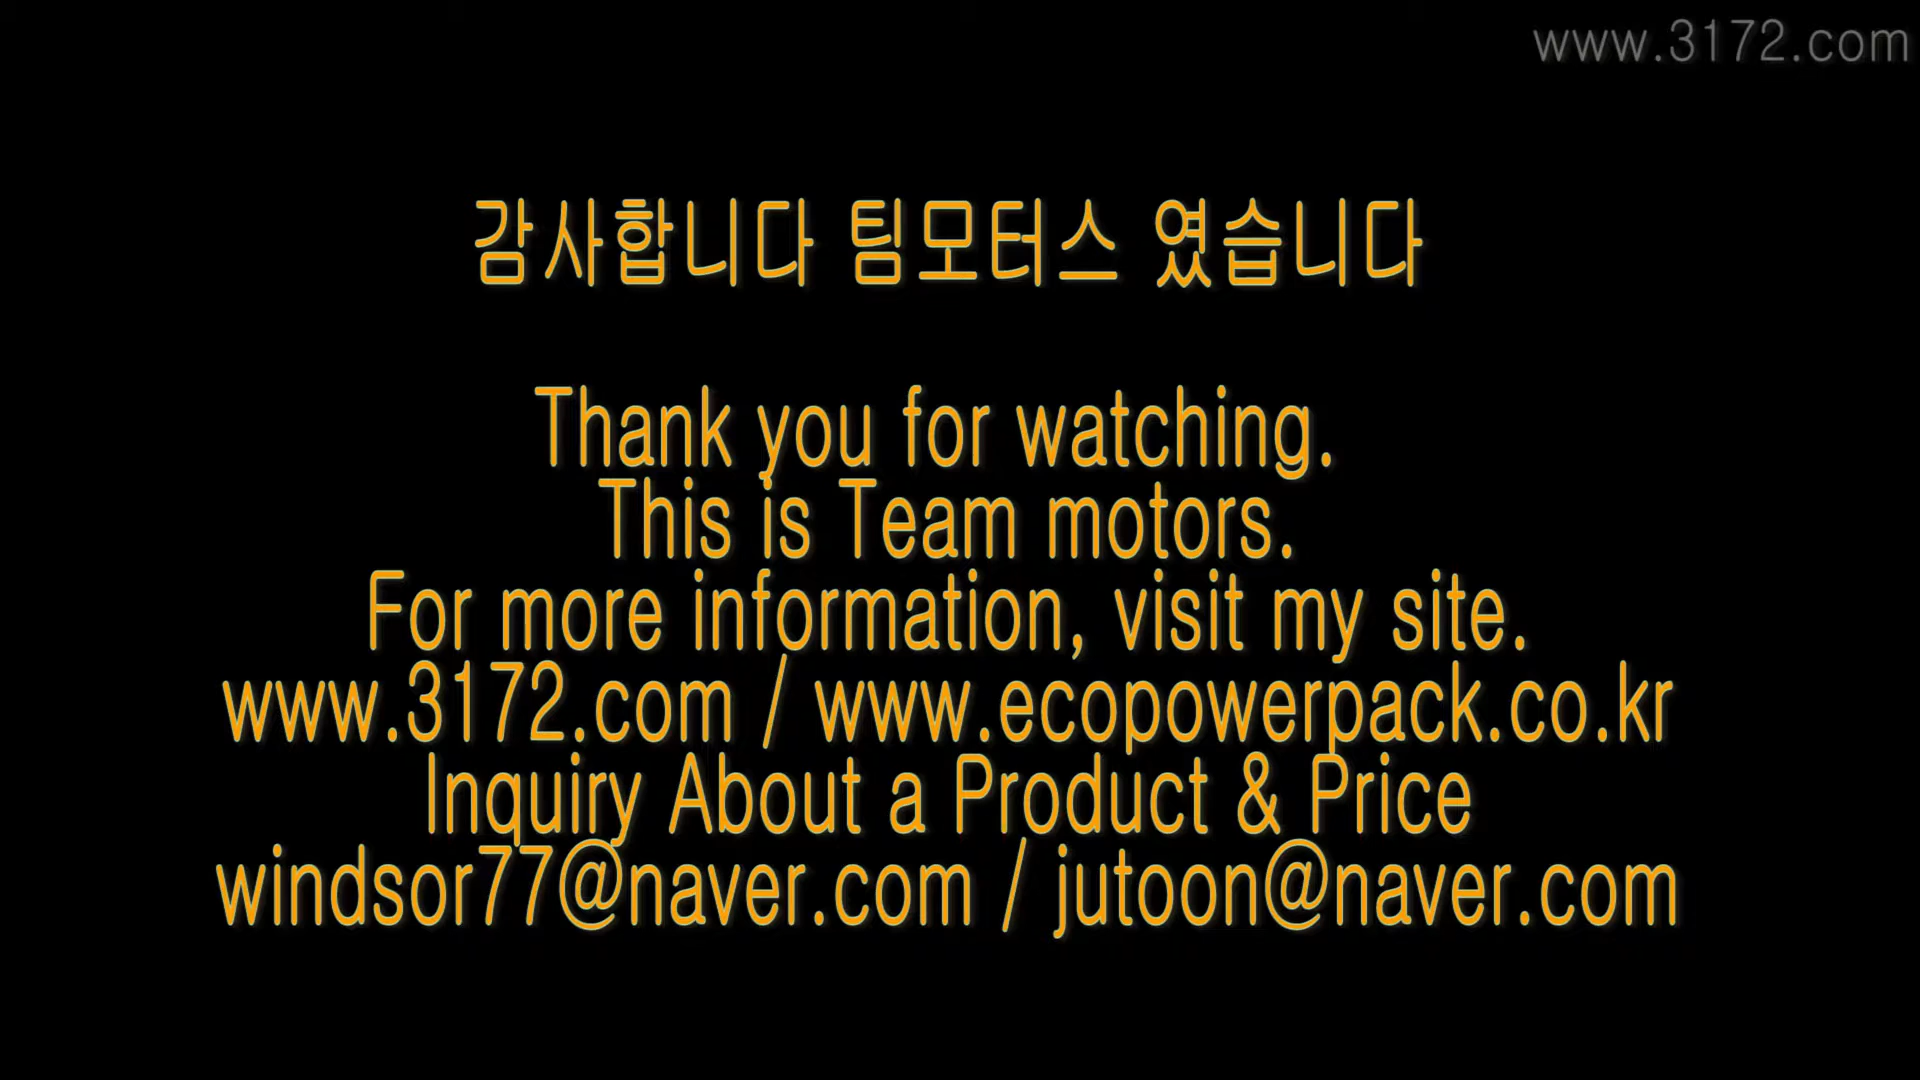 www.3172.com
감사합니다 팀모터스 였습니다
Thank you for watching.
This is Team motors.
For more information, visit my site.
www.3172.com / www.ecopowerpack.co.kr
Inquiry About a Product & Price
windsor77@naver.com / jutoon@naver.com